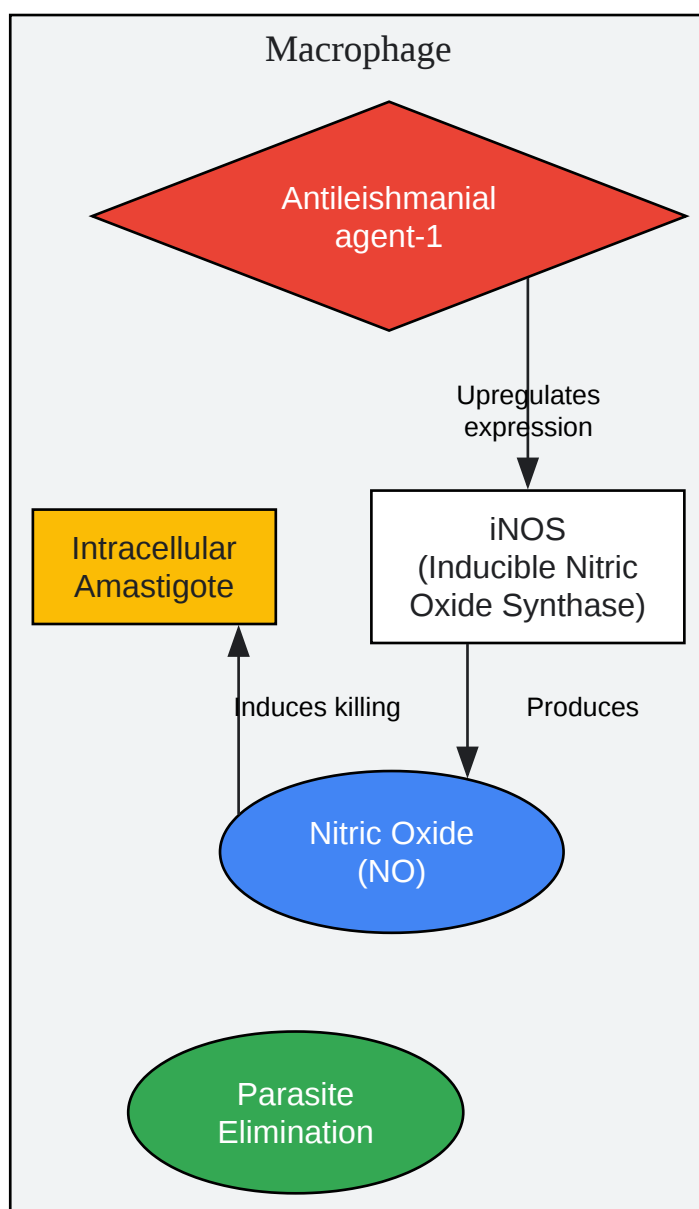 Macrophage
Antileishmanial
agent-1
Upregulates
expression
Intracellular
Amastigote
iNOS
(Inducible Nitric
Oxide Synthase)
Induces killing
Produces
Nitric Oxide
(NO)
Parasite
Elimination